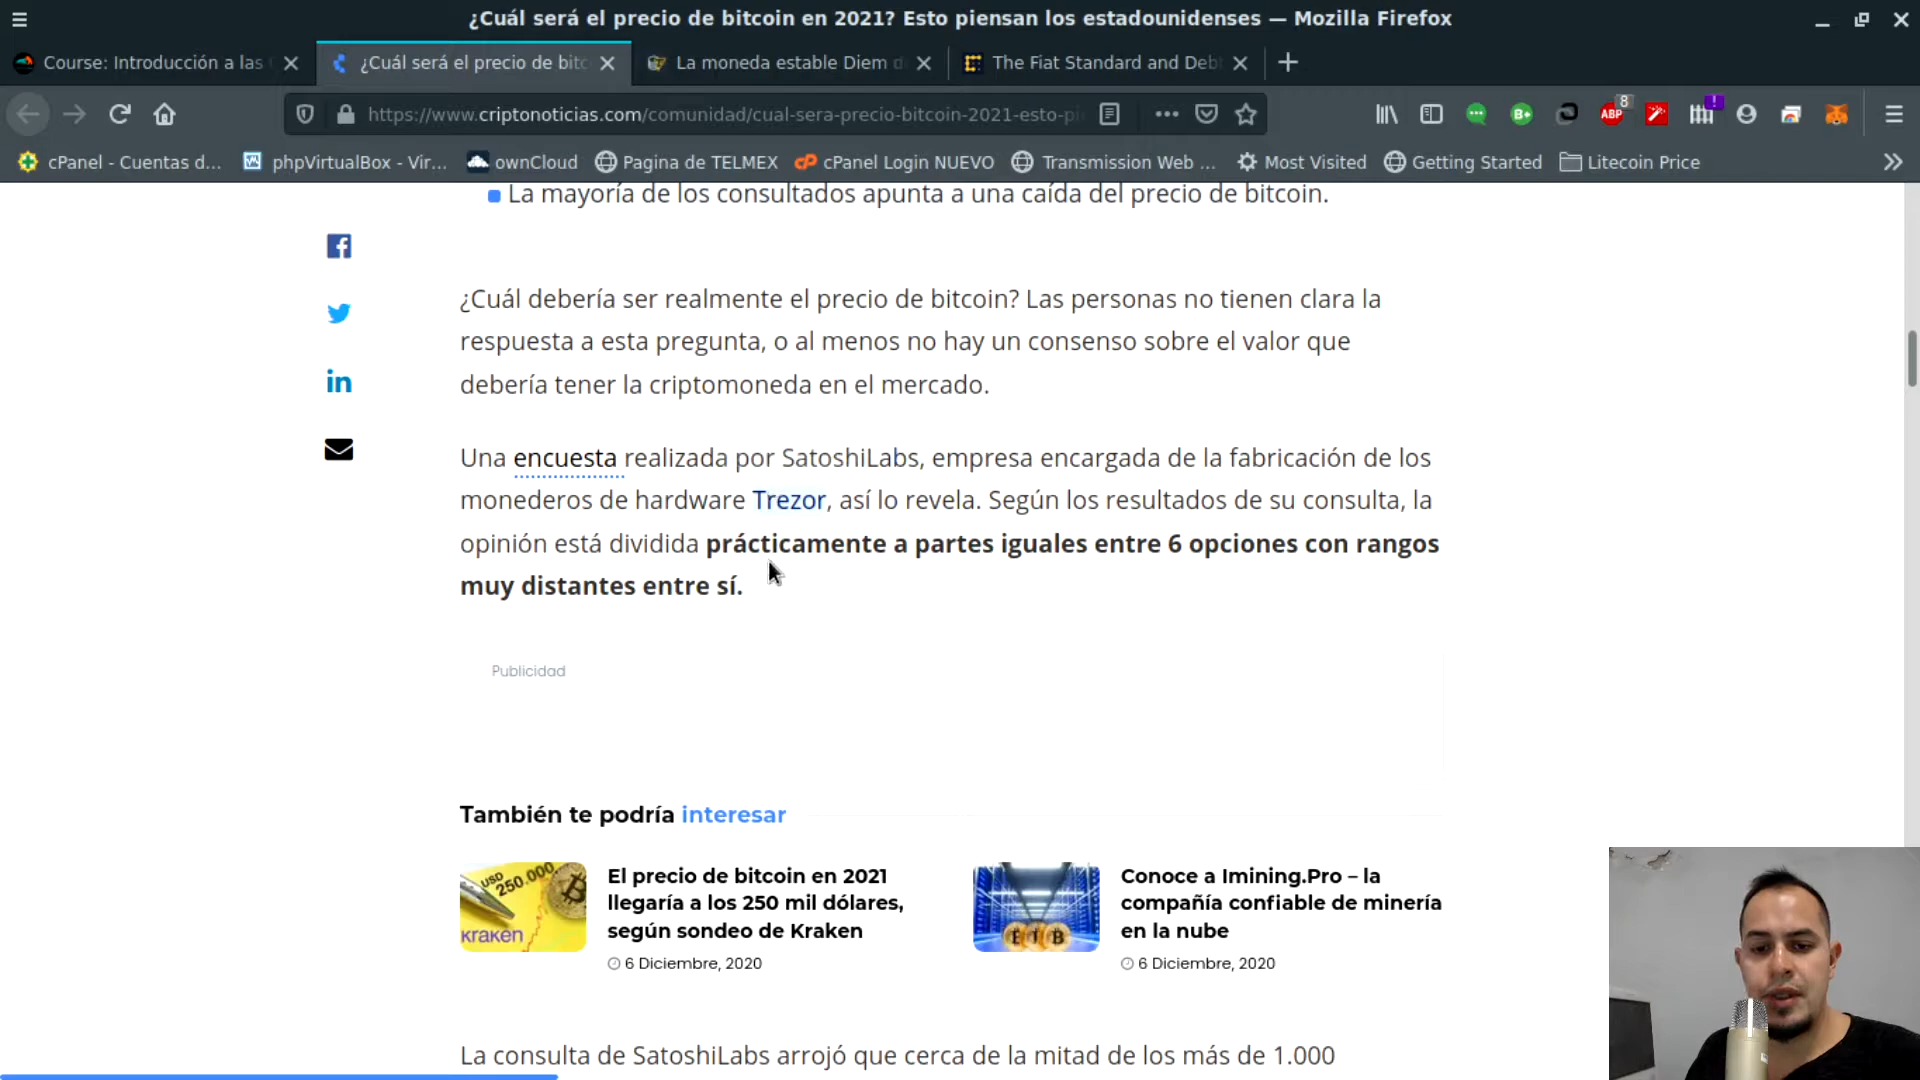 ¿Cuál será el precio de bitcoin en 2021? Esto piensan los estadounidenses — Mozilla Firefox
Course: Introducción a las
¿Cuál será el precio de bitc
La moneda estable Diem d
The Fiat Standard and Deb
https://www.criptonoticias.com/comunidad/cual-sera-precio-bitcoin-2021-esto-pi
B+
ABP
8
!
cPanel - Cuentas d...
phpVirtualBox - Vir...
ownCloud
Pagina de TELMEX
cPanel Login NUEVO
Transmission Web ...
Most Visited
Getting Started
Litecoin Price
La mayoría de los consultados apunta a una caída del precio de bitcoin.
¿Cuál debería ser realmente el precio de bitcoin? Las personas no tienen clara la
respuesta a esta pregunta, o al menos no hay un consenso sobre el valor que
debería tener la criptomoneda en el mercado.
Una encuesta realizada por SatoshiLabs, empresa encargada de la fabricación de los
monederos de hardware Trezor, así lo revela. Según los resultados de su consulta, la
opinión está dividida prácticamente a partes iguales entre 6 opciones con rangos
muy distantes entre sí.
Publicidad
También te podría interesar
USD
250.000
kraken
El precio de bitcoin en 2021
llegaría a los 250 mil dólares,
según sondeo de Kraken
6 Diciembre, 2020
Conoce a Imining.Pro – la
compañía confiable de minería
en la nube
6 Diciembre, 2020
La consulta de SatoshiLabs arrojó que cerca de la mitad de los más de 1.000